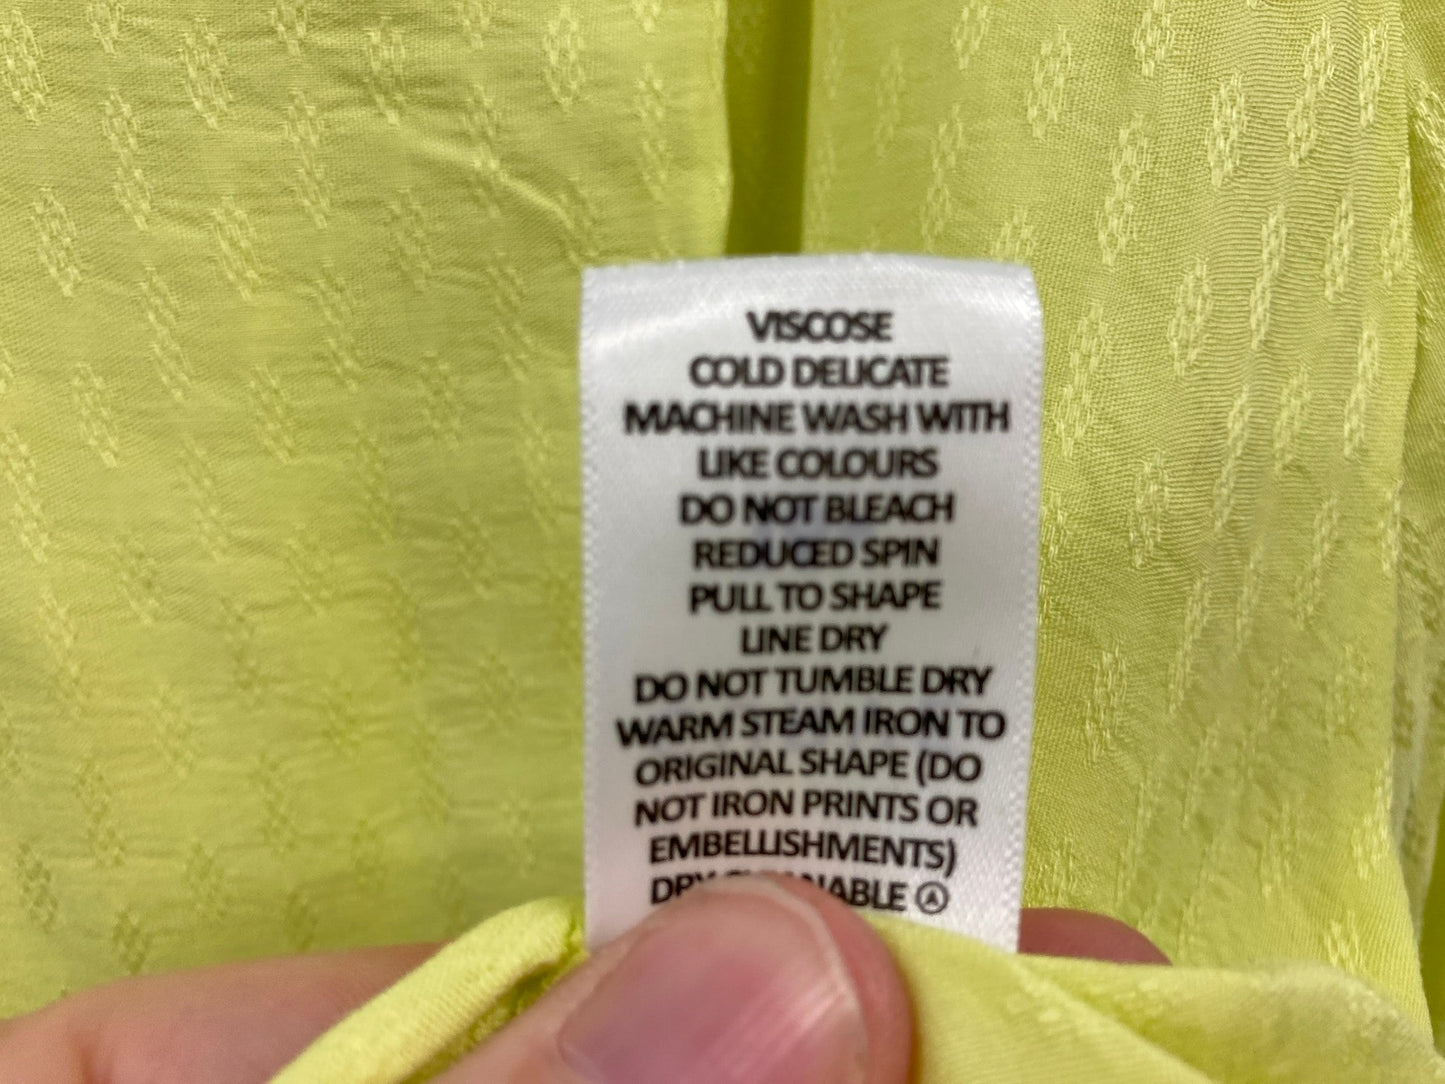 VISCOSE
COLD DELICATE
MACHINE WASH WITH
LIKE COLOURS
DO NOT BLEACH
REDUCED SPIN
PULL TO SHAPE
LINE DRY
DO NOT TUMBLE DRY
WARM STEAM IRON TO
ORIGINAL SHAPE (DO
NOT IRON PRINTS OR
EMBELLISHMENTS)
DRY Ⓐ